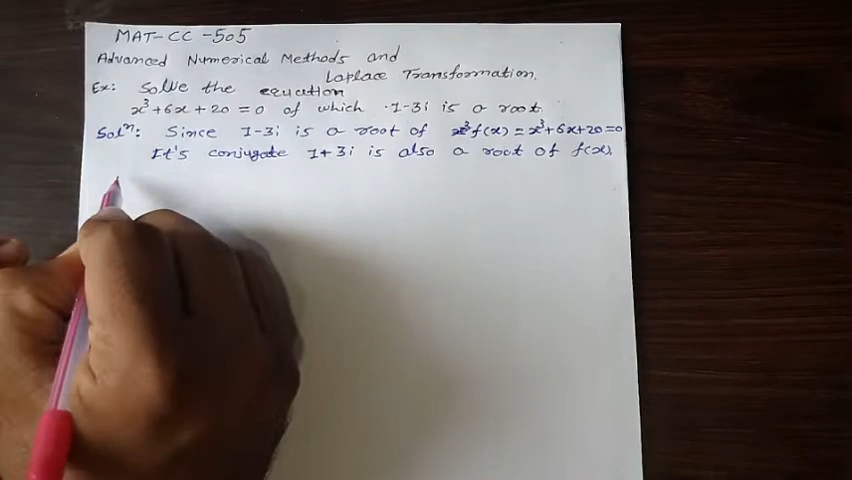 MAT-CC-505
Advanced Numerical Methods and
Laplace Transformation.
Ex: Solve the equation
x³+6x+20=0 of which 1-3i is a root.
Solⁿ: Since 1-3i is a root of f(x)=x³+6x+20=0
It's conjugate 1+3i is also a root of f(x).